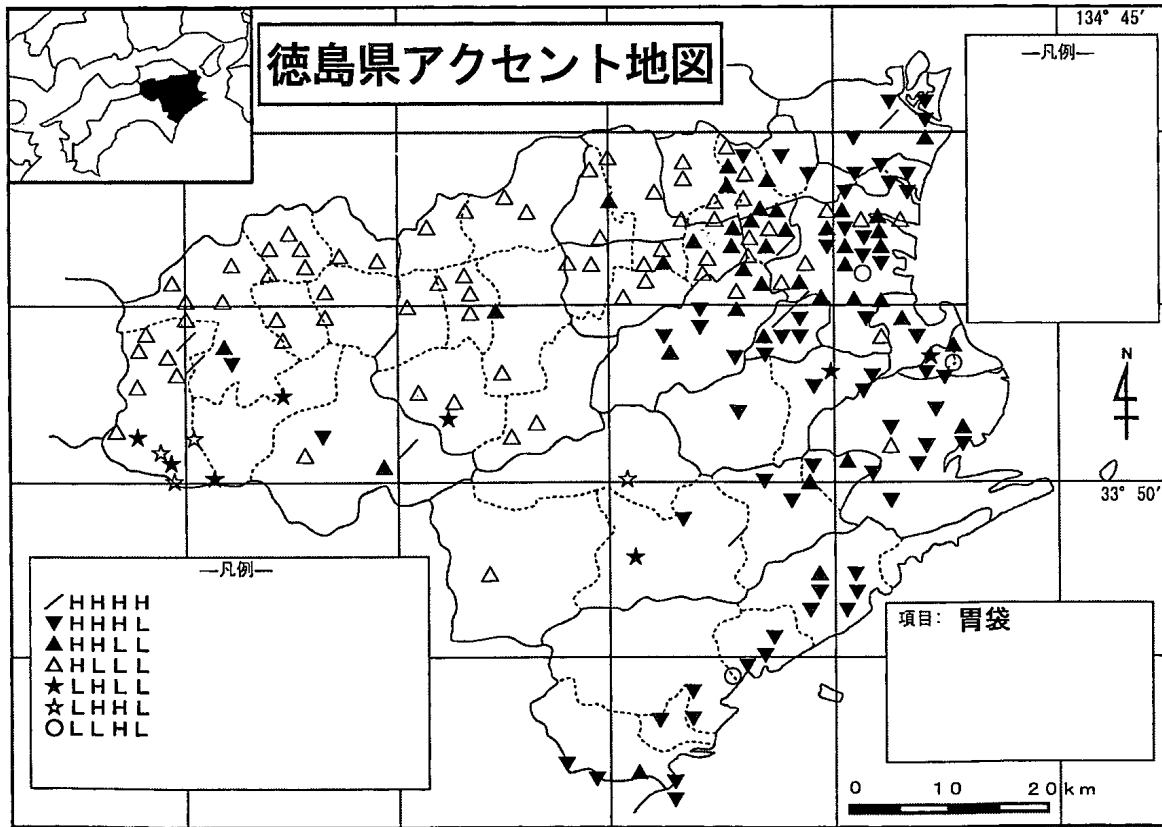 徳島県アクセント地図
134° 45′
―凡例―
N
33° 50′
―凡例―
／ＨＨＨＨ
▼ＨＨＨＬ
▲ＨＨＬＬ
△ＨＬＬＬ
★ＬＨＬＬ
☆ＬＨＨＬ
○ＬＬＨＬ
項目： 胃袋
0 10 20km